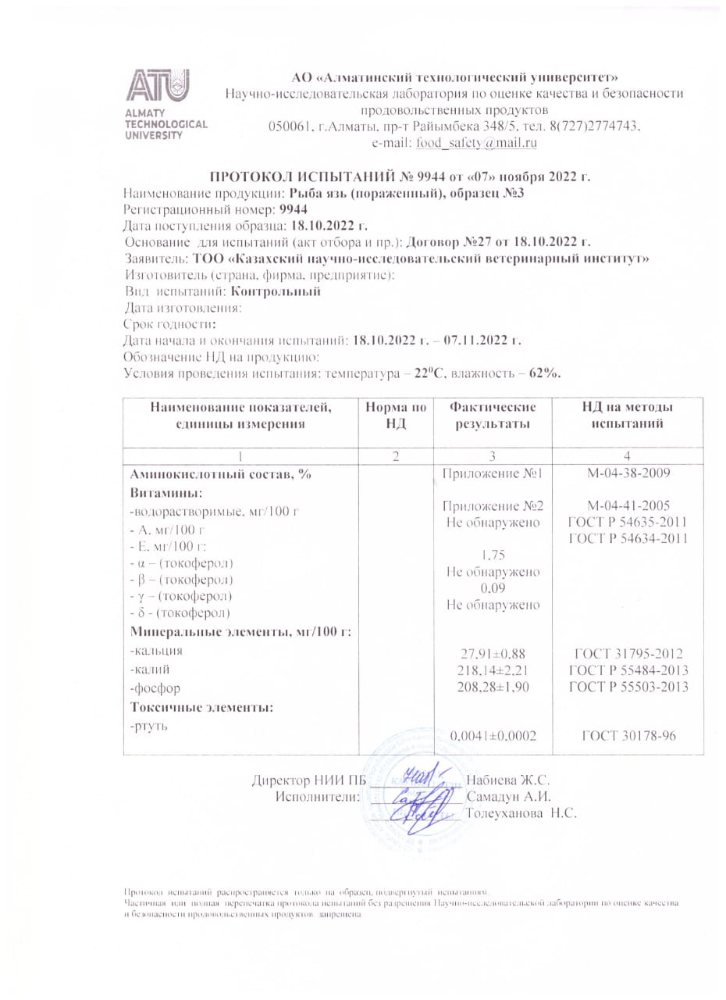 ATU
ALMATY
TECHNOLOGICAL
UNIVERSITY
АО «Алматинский технологический университет»
Научно-исследовательская лаборатория по оценке качества и безопасности
продовольственных продуктов
050061, г.Алматы, пр-т Райымбека 348/5, тел. 8(727)2774743,
e-mail: food_safety@mail.ru
ПРОТОКОЛ ИСПЫТАНИЙ № 9944 от «07» ноября 2022 г.
Наименование продукции: Рыба язь (пораженный), образец №3
Регистрационный номер: 9944
Дата поступления образца: 18.10.2022 г.
Основание для испытаний (акт отбора и пр.): Договор №27 от 18.10.2022 г.
Заявитель: ТОО «Казахский научно-исследовательский ветеринарный институт»
Изготовитель (страна, фирма, предприятие):
Вид испытаний: Контрольный
Дата изготовления:
Срок годности:
Дата начала и окончания испытаний: 18.10.2022 г. – 07.11.2022 г.
Обозначение НД на продукцию:
Условия проведения испытания: температура – 22⁰С, влажность – 62%.
Наименование показателей, единицы измерения Норма по НД Фактические результаты НД на методы испытаний
1 2 3 4
Аминокислотный состав, % Приложение №1 М-04-38-2009
Витамины:
-водорастворимые, мг/100 г Приложение №2 М-04-41-2005
- А, мг/100 г Не обнаружено ГОСТ Р 54635-2011
- Е, мг/100 г: ГОСТ Р 54634-2011
- α – (токоферол) 1,75
- β – (токоферол) Не обнаружено
- γ – (токоферол) 0,09
- δ - (токоферол) Не обнаружено
Минеральные элементы, мг/100 г:
-кальция 27,91±0,88 ГОСТ 31795-2012
-калий 218,14±2,21 ГОСТ Р 55484-2013
-фосфор 208,28±1,90 ГОСТ Р 55503-2013
Токсичные элементы:
-ртуть 0,0041±0,0002 ГОСТ 30178-96
Директор НИИ ПБ Набиева Ж.С.
Исполнители: Самадун А.И.
Толеуханова Н.С.
Протокол испытаний распространяется только на образец, подвергнутый испытаниям.
Частичная или полная перепечатка протокола испытаний без разрешения Научно-исследовательской лаборатории по оценке качества
и безопасности продовольственных продуктов запрещена